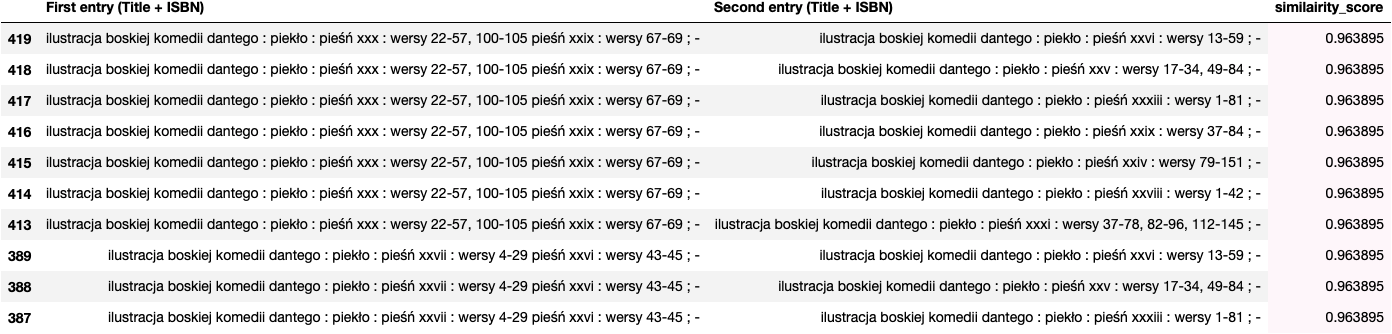 First entry (Title + ISBN) Second entry (Title + ISBN) similairity_score
419 ilustracja boskiej komedii dantego : piekło : pieśń xxx : wersy 22-57, 100-105 pieśń xxix : wersy 67-69 ; - ilustracja boskiej komedii dantego : piekło : pieśń xxvi : wersy 13-59 ; - 0.963895
418 ilustracja boskiej komedii dantego : piekło : pieśń xxx : wersy 22-57, 100-105 pieśń xxix : wersy 67-69 ; - ilustracja boskiej komedii dantego : piekło : pieśń xxv : wersy 17-34, 49-84 ; - 0.963895
417 ilustracja boskiej komedii dantego : piekło : pieśń xxx : wersy 22-57, 100-105 pieśń xxix : wersy 67-69 ; - ilustracja boskiej komedii dantego : piekło : pieśń xxxiii : wersy 1-81 ; - 0.963895
416 ilustracja boskiej komedii dantego : piekło : pieśń xxx : wersy 22-57, 100-105 pieśń xxix : wersy 67-69 ; - ilustracja boskiej komedii dantego : piekło : pieśń xxix : wersy 37-84 ; - 0.963895
415 ilustracja boskiej komedii dantego : piekło : pieśń xxx : wersy 22-57, 100-105 pieśń xxix : wersy 67-69 ; - ilustracja boskiej komedii dantego : piekło : pieśń xxiv : wersy 79-151 ; - 0.963895
414 ilustracja boskiej komedii dantego : piekło : pieśń xxx : wersy 22-57, 100-105 pieśń xxix : wersy 67-69 ; - ilustracja boskiej komedii dantego : piekło : pieśń xxviii : wersy 1-42 ; - 0.963895
413 ilustracja boskiej komedii dantego : piekło : pieśń xxx : wersy 22-57, 100-105 pieśń xxix : wersy 67-69 ; - ilustracja boskiej komedii dantego : piekło : pieśń xxxi : wersy 37-78, 82-96, 112-145 ; - 0.963895
389 ilustracja boskiej komedii dantego : piekło : pieśń xxvii : wersy 4-29 pieśń xxvi : wersy 43-45 ; - ilustracja boskiej komedii dantego : piekło : pieśń xxvi : wersy 13-59 ; - 0.963895
388 ilustracja boskiej komedii dantego : piekło : pieśń xxvii : wersy 4-29 pieśń xxvi : wersy 43-45 ; - ilustracja boskiej komedii dantego : piekło : pieśń xxv : wersy 17-34, 49-84 ; - 0.963895
387 ilustracja boskiej komedii dantego : piekło : pieśń xxvii : wersy 4-29 pieśń xxvi : wersy 43-45 ; - ilustracja boskiej komedii dantego : piekło : pieśń xxxiii : wersy 1-81 ; - 0.963895